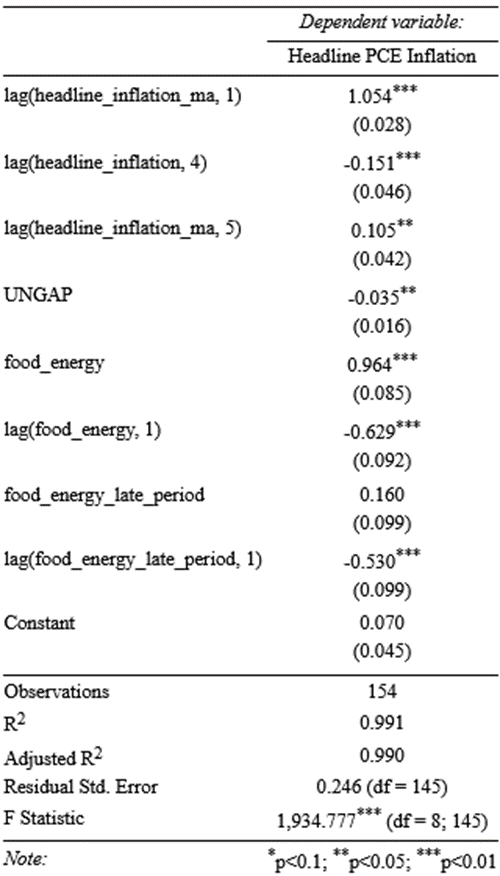 Dependent variable:
Headline PCE Inflation
lag(headline_inflation_ma, 1) 1.054***
(0.028)
lag(headline_inflation, 4) -0.151***
(0.046)
lag(headline_inflation_ma, 5) 0.105**
(0.042)
UNGAP -0.035**
(0.016)
food_energy 0.964***
(0.085)
lag(food_energy, 1) -0.629***
(0.092)
food_energy_late_period 0.160
(0.099)
lag(food_energy_late_period, 1) -0.530***
(0.099)
Constant 0.070
(0.045)
Observations 154
R2 0.991
Adjusted R2 0.990
Residual Std. Error 0.246 (df = 145)
F Statistic 1,934.777*** (df = 8; 145)
Note: *p<0.1; **p<0.05; ***p<0.01